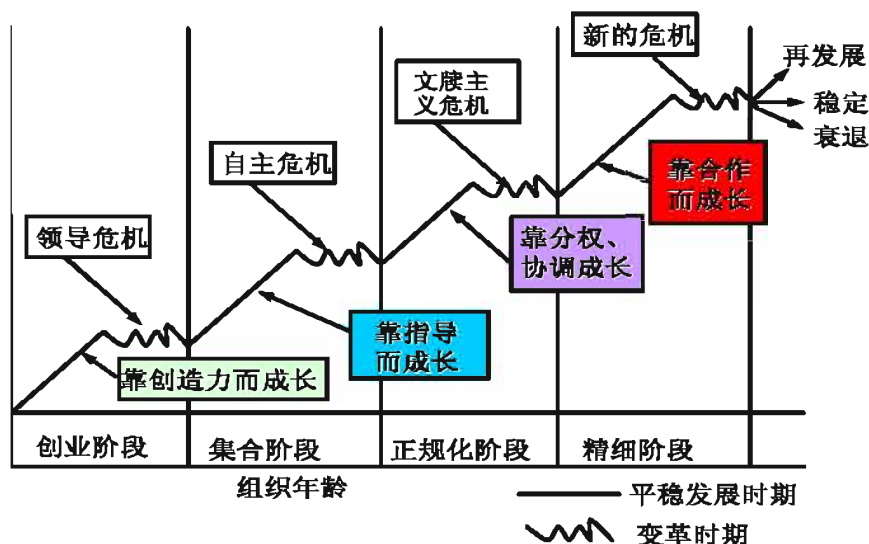 新的危机
再发展
稳定
衰退
文牍主
义危机
自主危机
领导危机
靠合作
而成长
靠分权、
协调成长
靠指导
而成长
靠创造力而成长
创业阶段
集合阶段
正规化阶段
精细阶段
组织年龄
平稳发展时期
变革时期